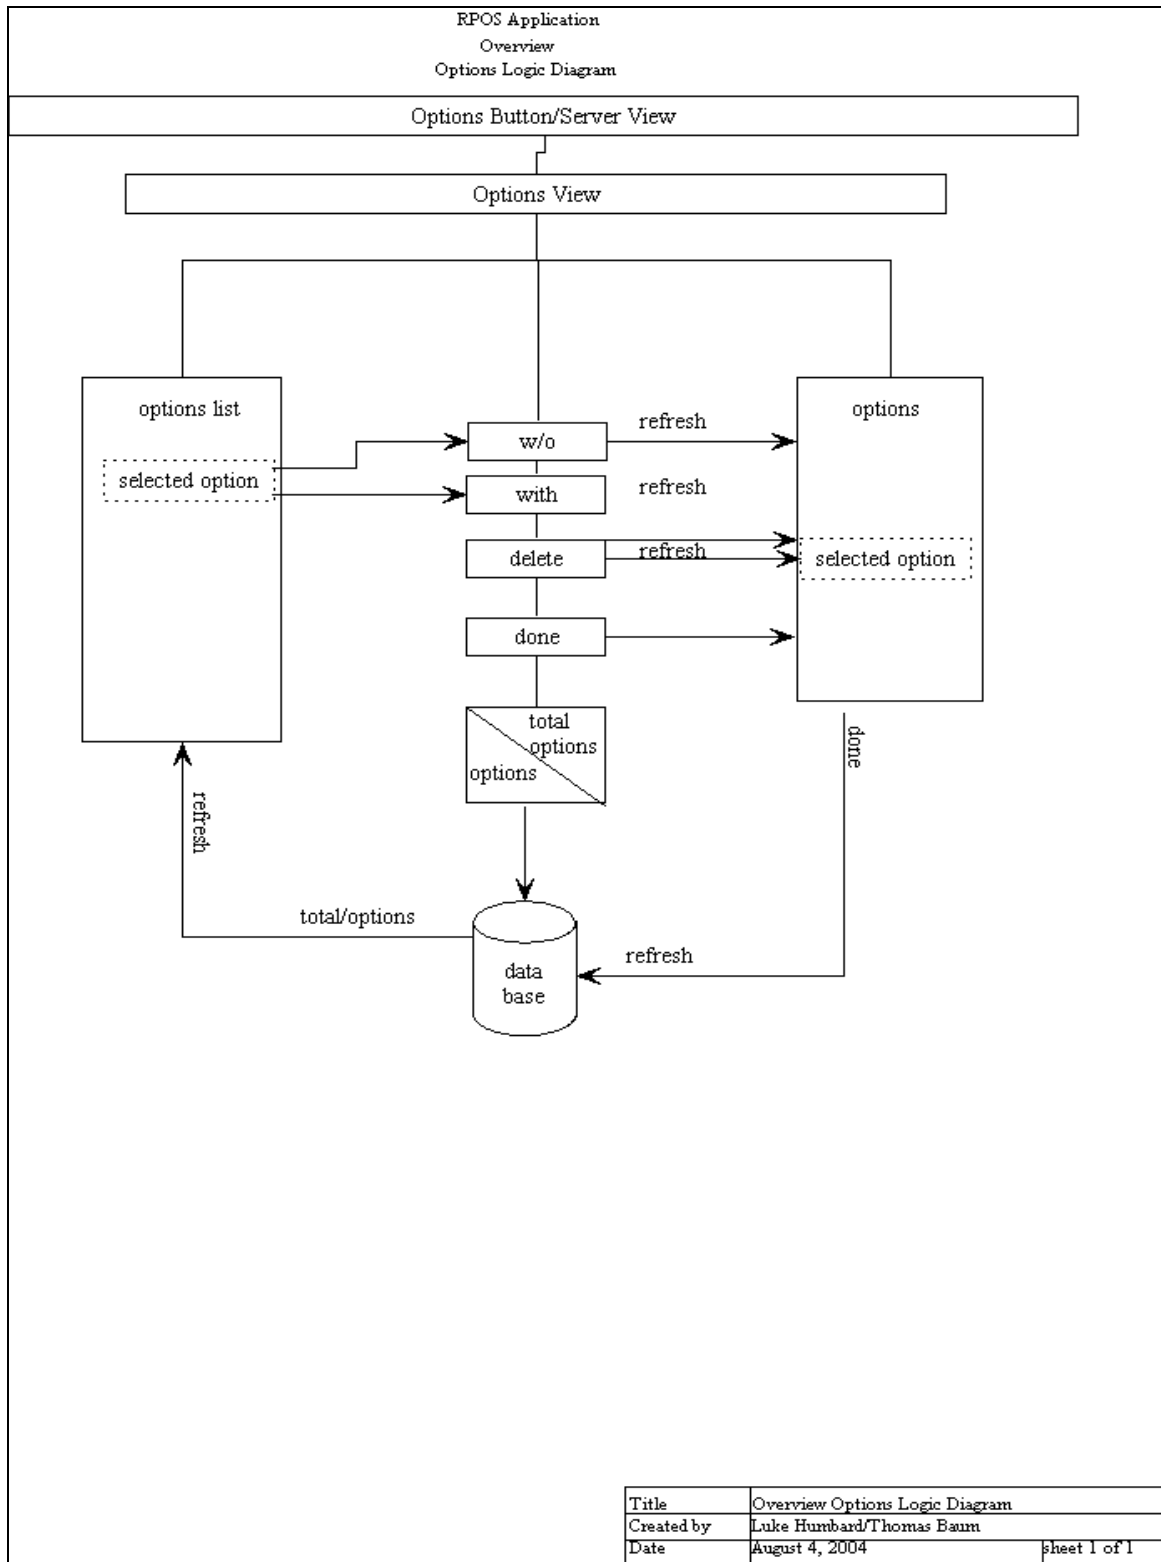 RPOS Application
Overview
Options Logic Diagram
Options Button/Server View
Options View
options list
options
w/o
refresh
selected option
with
refresh
delete
refresh
selected option
done
total
options
options
done
refresh
total/options
refresh
data
base
Title
Overview Options Logic Diagram
Created by
Luke Humbard/Thomas Baum
Date
August 4, 2004
sheet 1 of 1